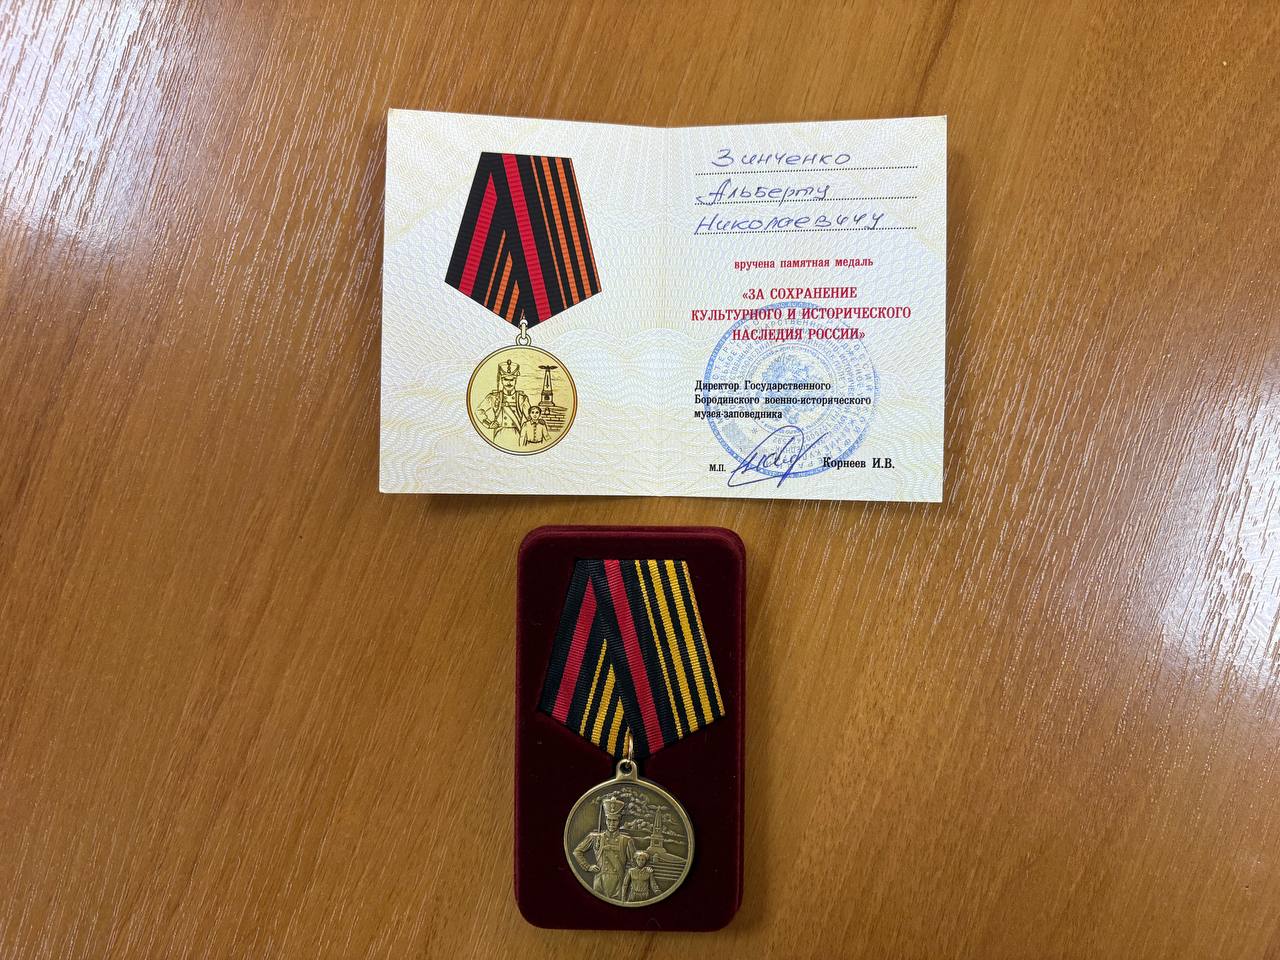 Зинченко
Альберту
Николаевичу
вручена памятная медаль
«ЗА СОХРАНЕНИЕ
КУЛЬТУРНОГО И ИСТОРИЧЕСКОГО
НАСЛЕДИЯ РОССИИ»
Директор Государственного
Бородинского военно-исторического
музея-заповедника
М.П.
Корнеев И.В.